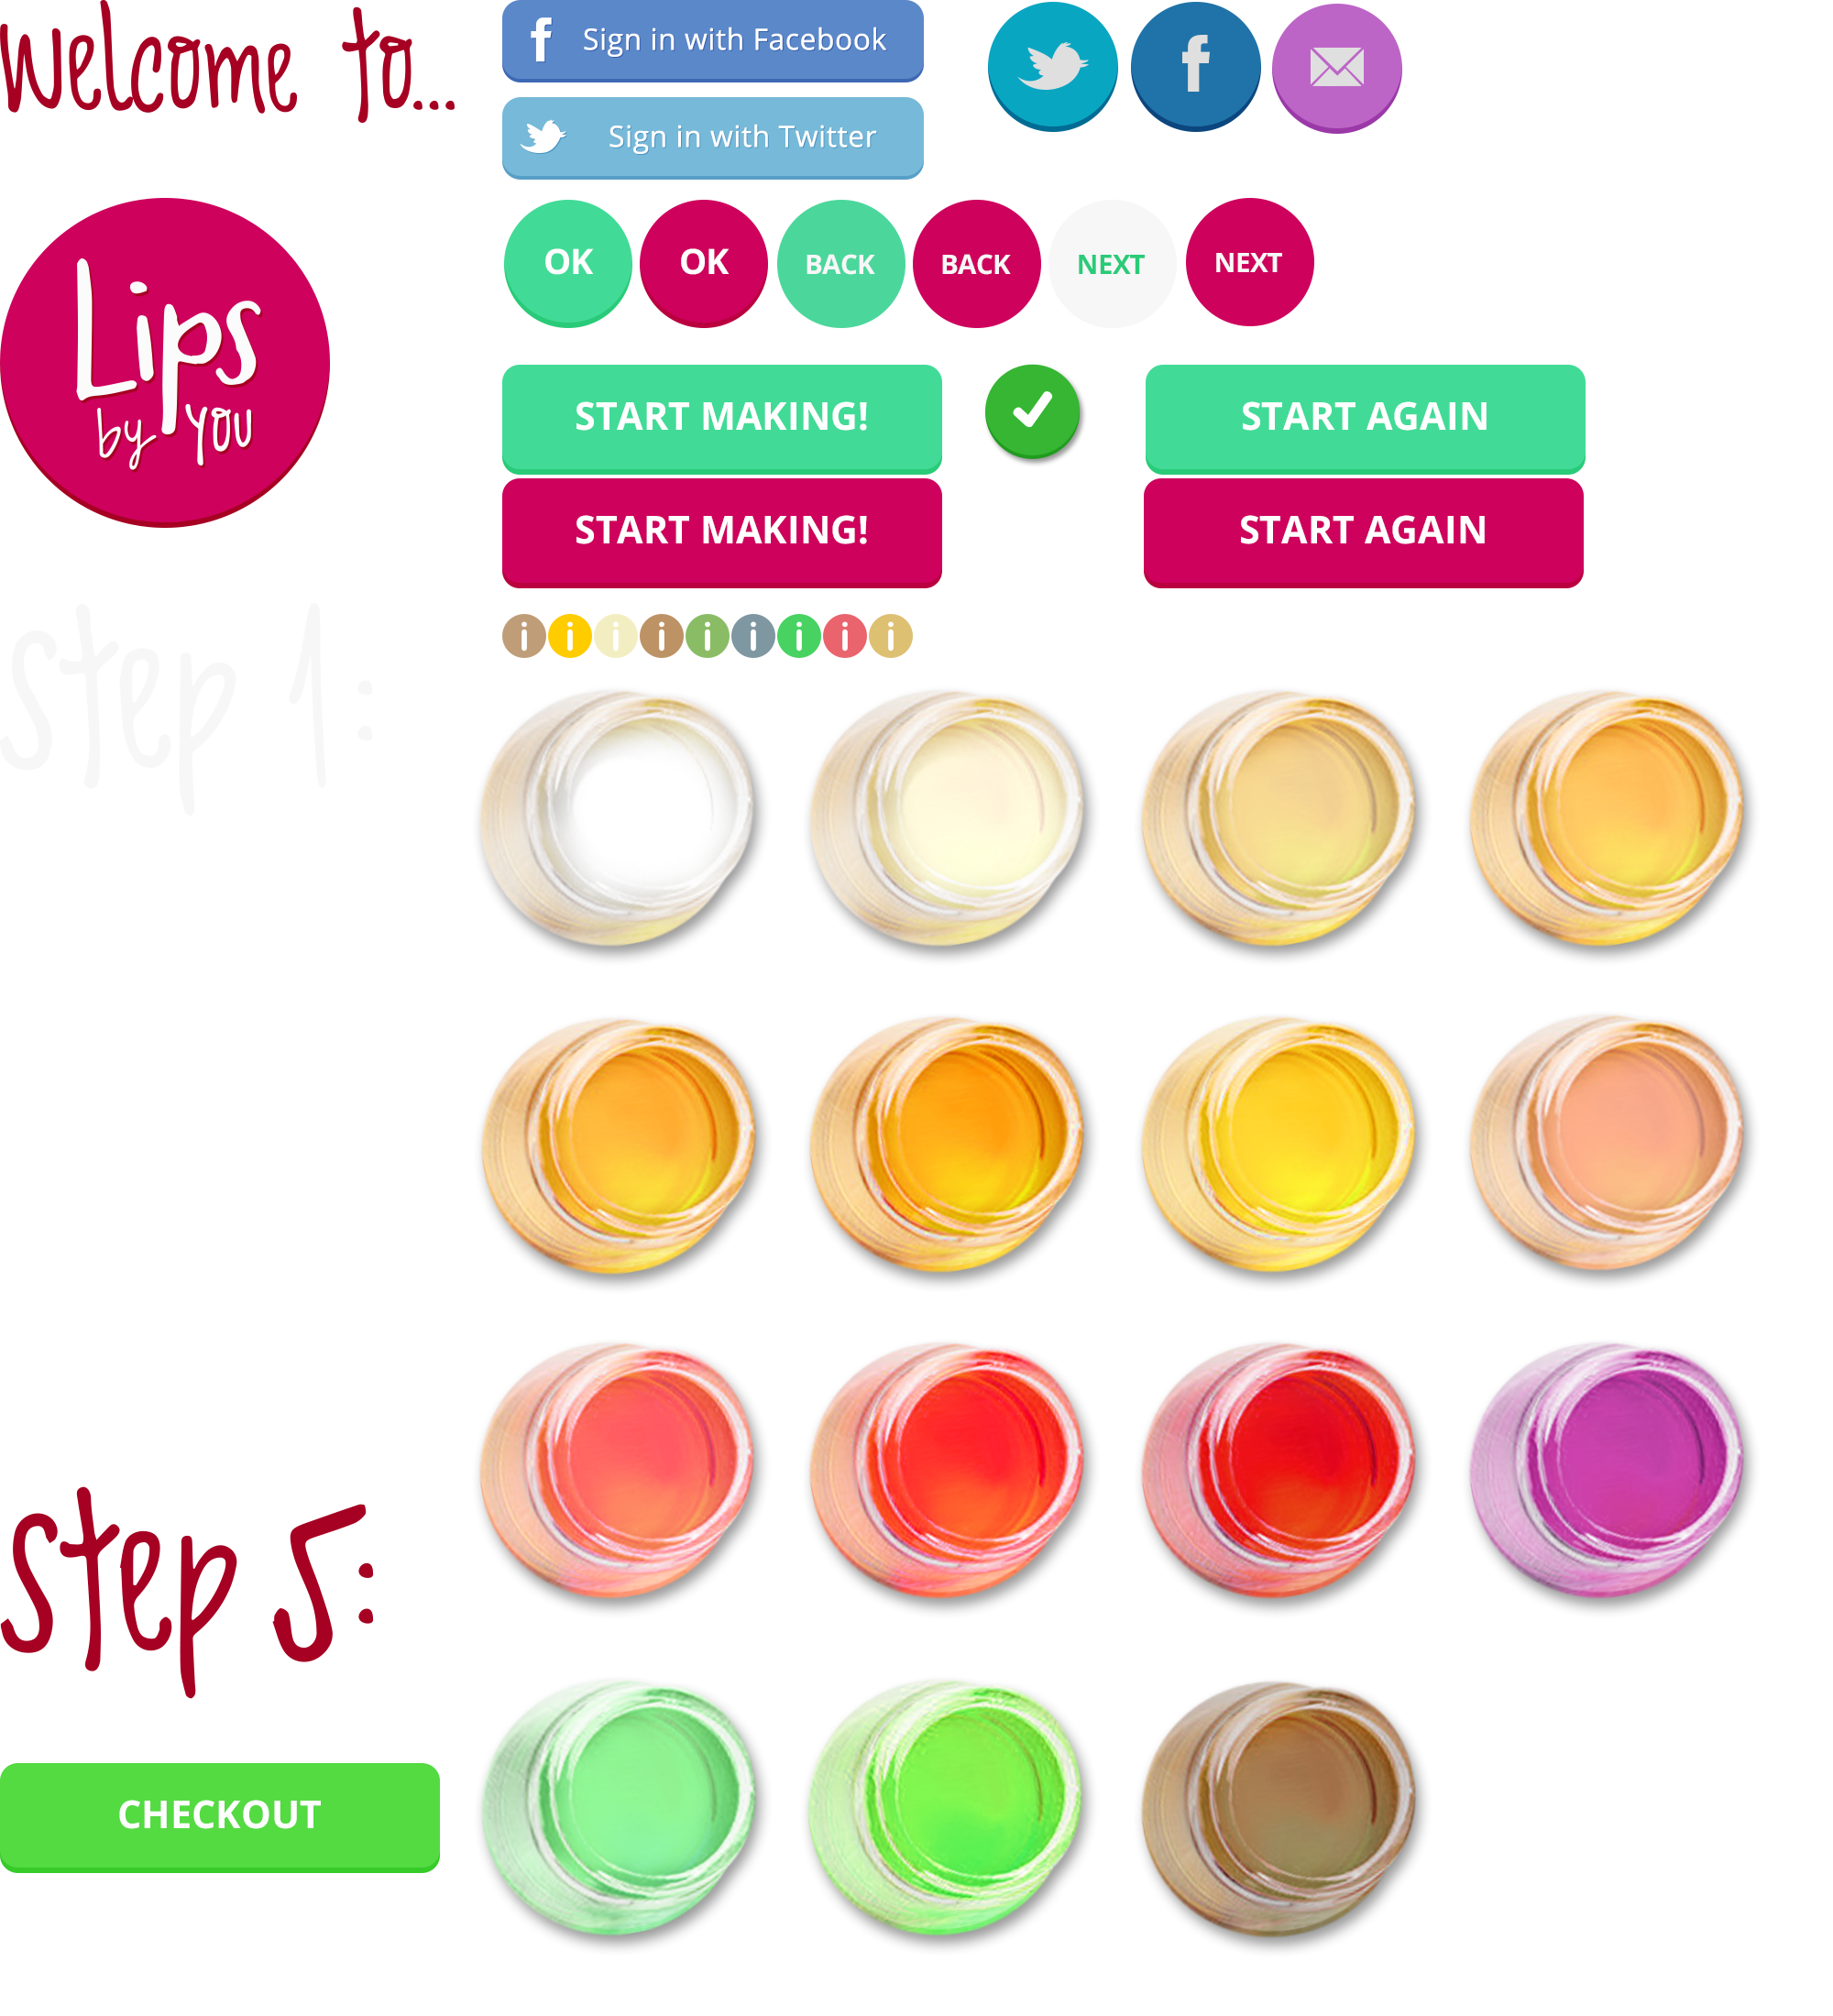 Welcome to...
Sign in with Facebook
Sign in with Twitter
Lips
by YOU
OK
OK
BACK
BACK
NEXT
NEXT
START MAKING!
START AGAIN
START MAKING!
START AGAIN
i i i i i i i i i
Step 1:
Step 5:
CHECKOUT